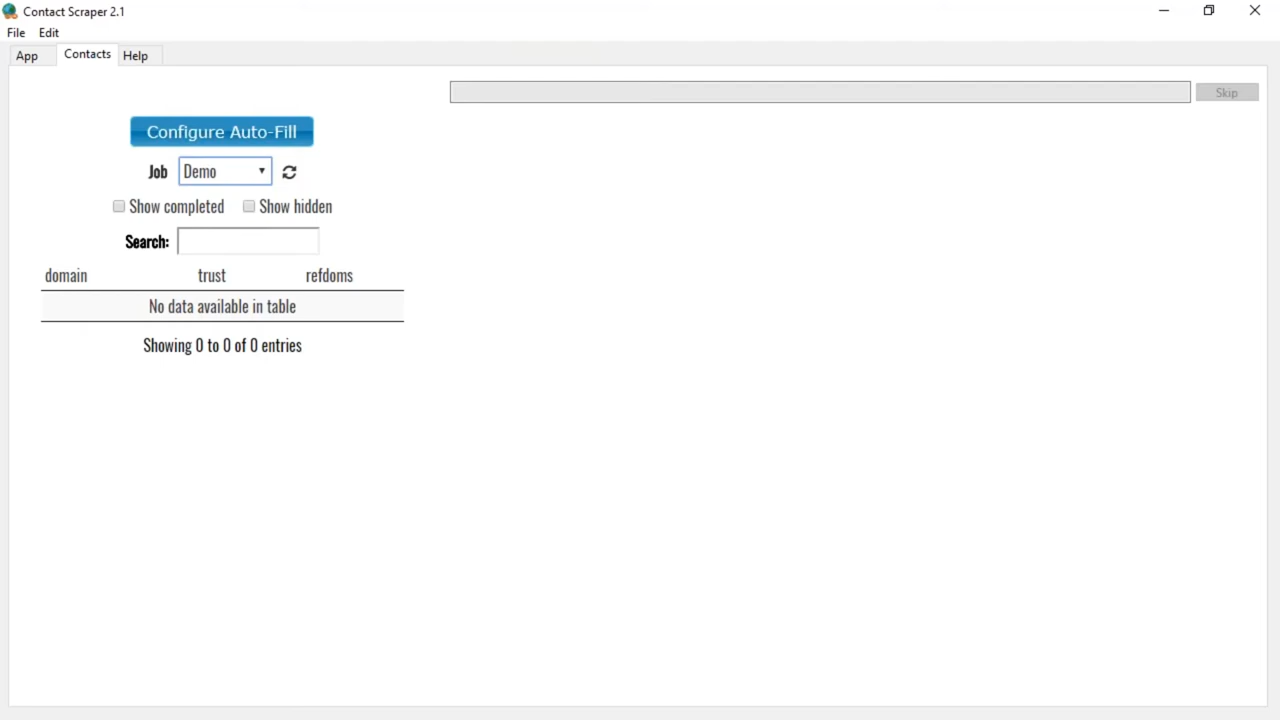 Contact Scraper 2.1
File Edit
App Contacts Help
Skip
Configure Auto-Fill
Job Demo
Show completed Show hidden
Search:
domain trust refdoms
No data available in table
Showing 0 to 0 of 0 entries